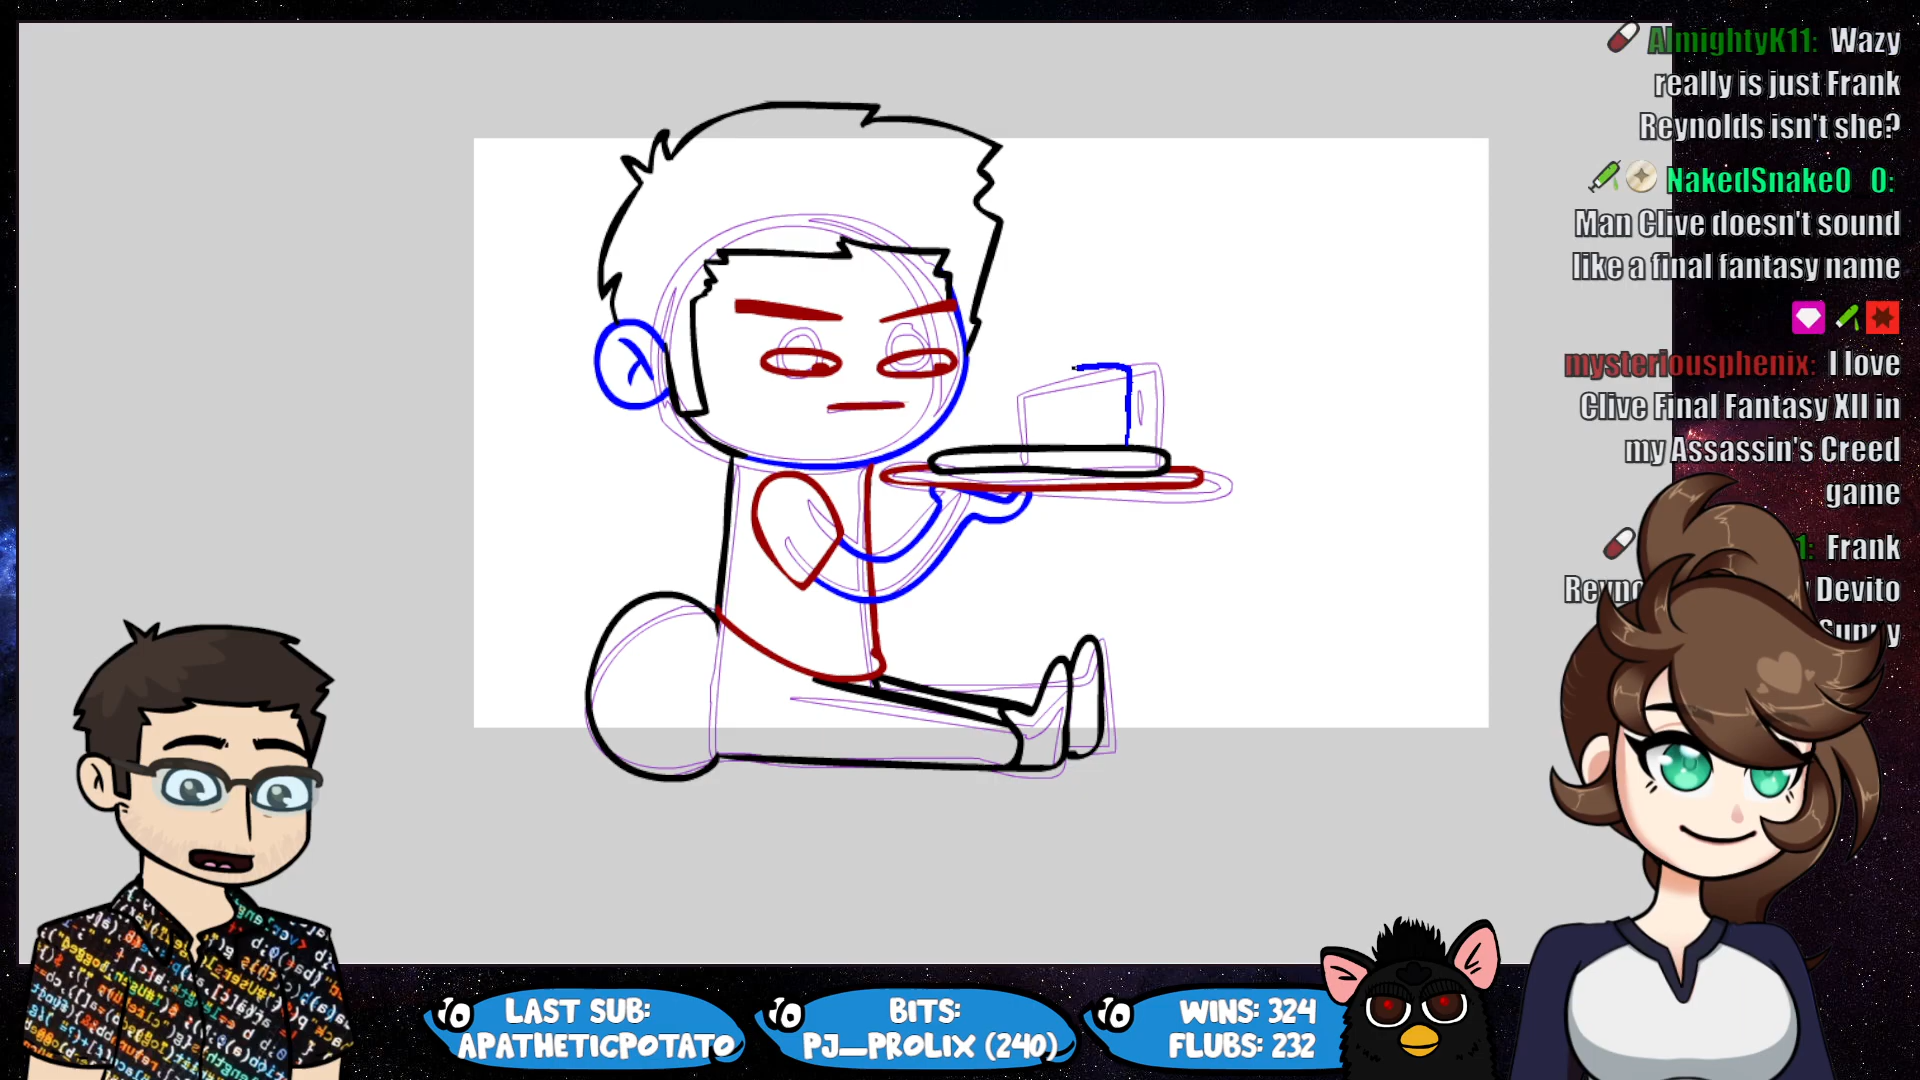 AlmightyK11: Wazy
really is just Frank
Reynolds isn't she?
NakedSnake0_0:
Man Clive doesn't sound
like a final fantasy name
mysteriousphenix: I love
Clive Final Fantasy XII in
my Assassin's Creed
game
1: Frank
Devito
LAST SUB:
APATHETICPOTATO
BITS:
PJ_PROLIX (240)
WINS: 324
FLUBS: 232